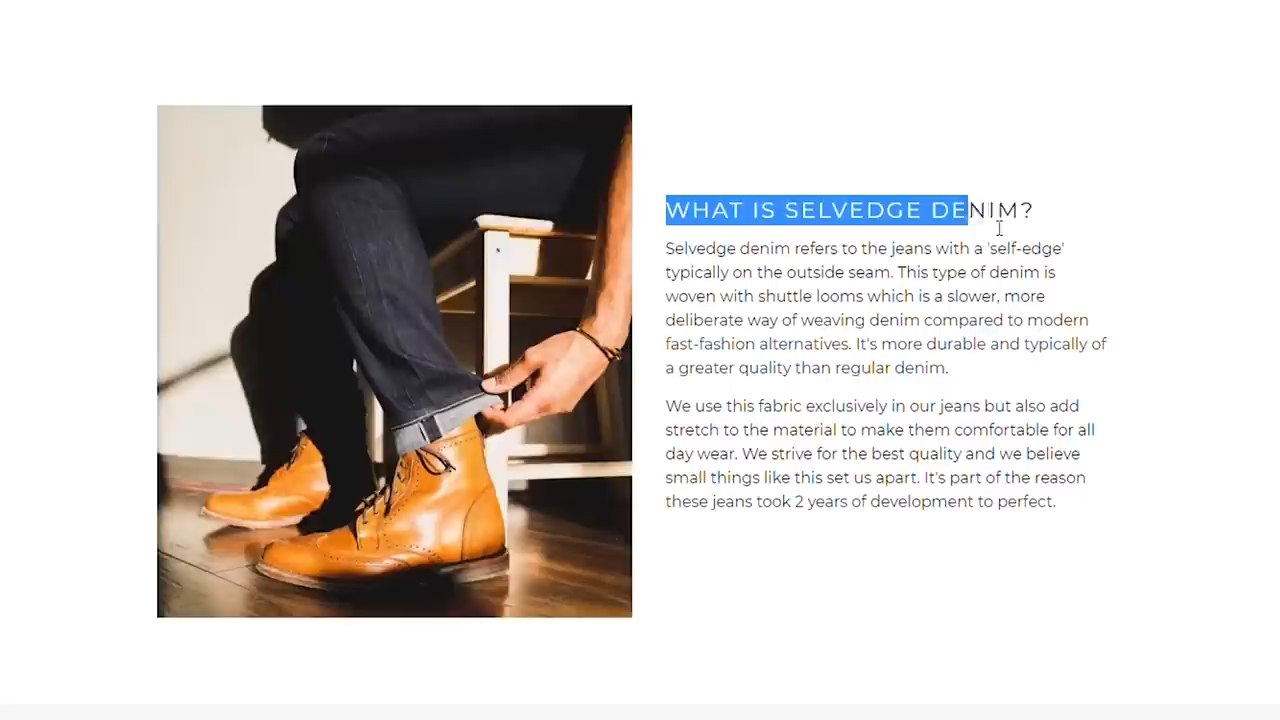 WHAT IS SELVEDGE DENIM?
Selvedge denim refers to the jeans with a 'self-edge'
typically on the outside seam. This type of denim is
woven with shuttle looms which is a slower, more
deliberate way of weaving denim compared to modern
fast-fashion alternatives. It's more durable and typically of
a greater quality than regular denim.
We use this fabric exclusively in our jeans but also add
stretch to the material to make them comfortable for all
day wear. We strive for the best quality and we believe
small things like this set us apart. It's part of the reason
these jeans took 2 years of development to perfect.